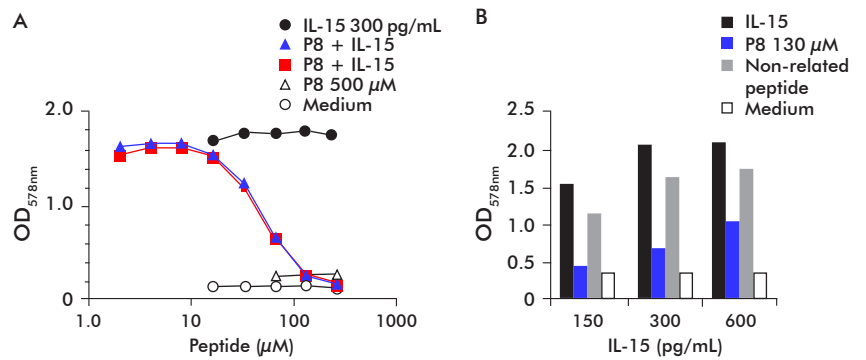 A
IL-15 300 pg/mL
P8 + IL-15
P8 + IL-15
P8 500 µM
Medium
2.0
1.0
0
OD578nm
1.0
10
100
1000
Peptide (µM)
B
IL-15
P8 130 µM
Non-related
peptide
Medium
2.5
2.0
1.5
1.0
0.5
0
OD578nm
150
300
600
IL-15 (pg/mL)